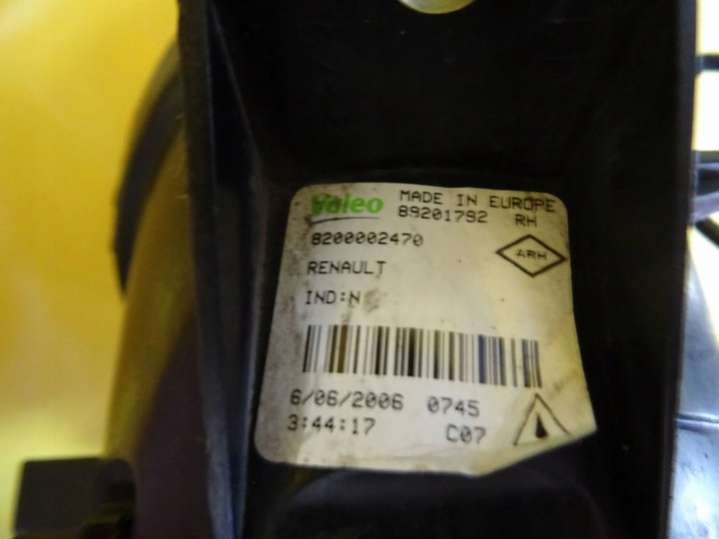 Valeo MADE IN EUROPE
89201792 RH
8200002470
ARH
RENAULT
IND:N
6/06/2006 0745
3:44:17 C07